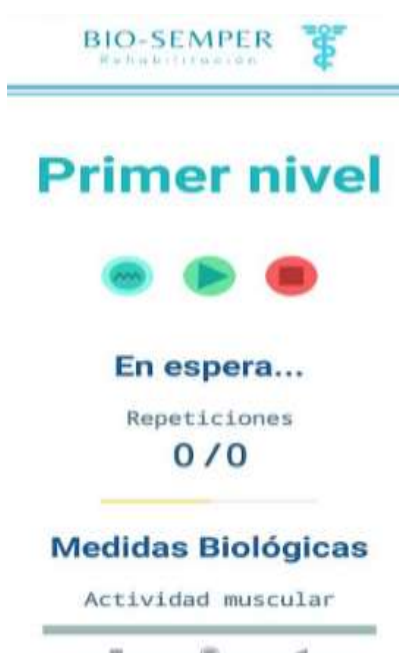 BIO-SEMPER
Rehabilitación
Primer nivel
En espera...
Repeticiones
0/0
Medidas Biológicas
Actividad muscular